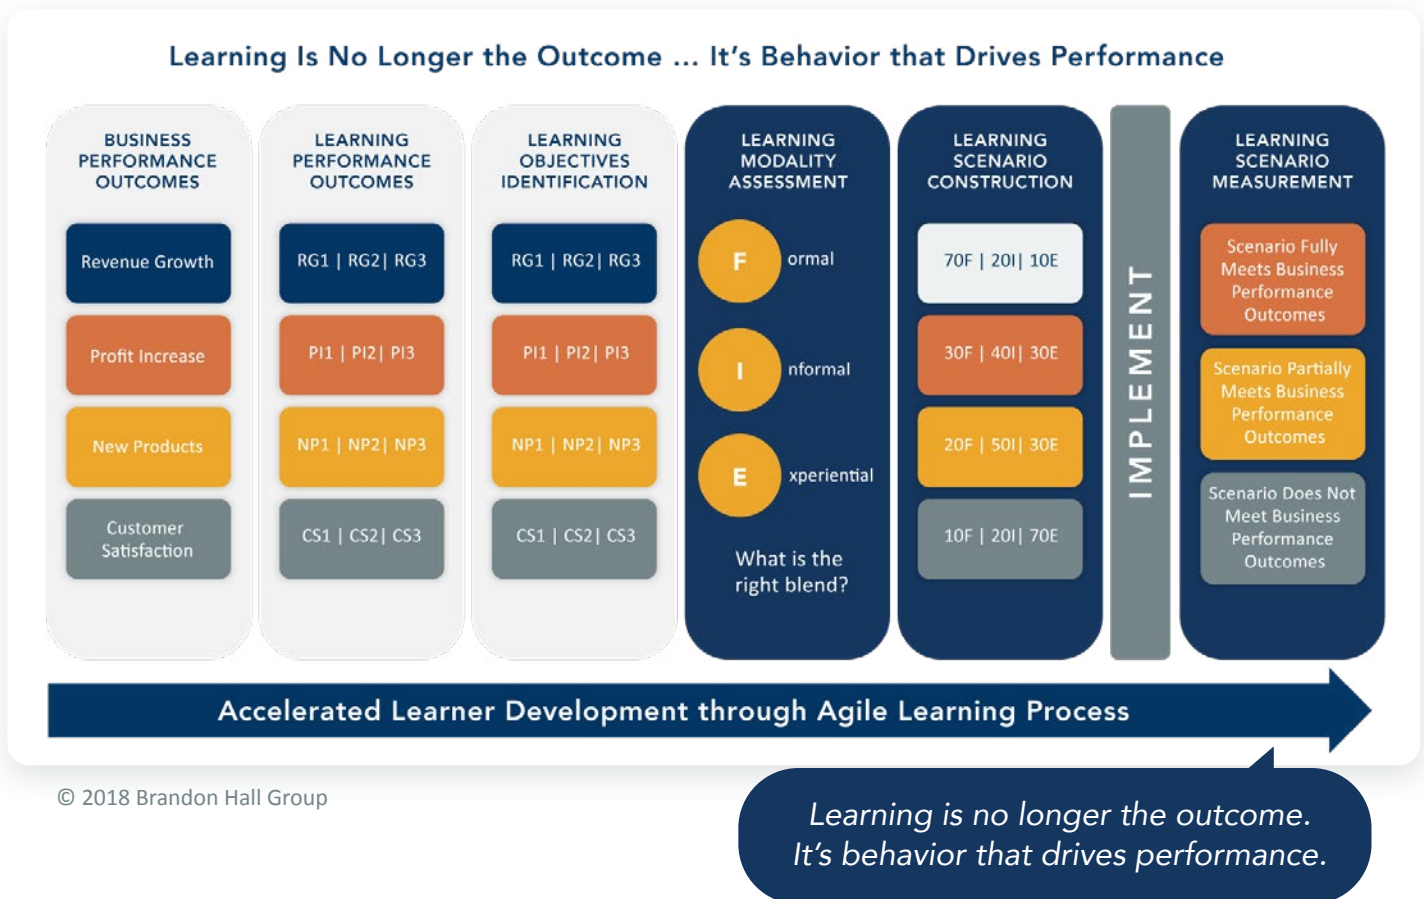 Learning Is No Longer the Outcome ... It's Behavior that Drives Performance
BUSINESS
PERFORMANCE
OUTCOMES
Revenue Growth
Profit Increase
New Products
Customer
Satisfaction
LEARNING
PERFORMANCE
OUTCOMES
RG1 | RG2| RG3
PI1 | PI2| PI3
NP1 | NP2| NP3
CS1 | CS2| CS3
LEARNING
OBJECTIVES
IDENTIFICATION
RG1 | RG2| RG3
PI1 | PI2| PI3
NP1 | NP2| NP3
CS1 | CS2| CS3
LEARNING
MODALITY
ASSESSMENT
F ormal
I nformal
E xperiential
What is the
right blend?
LEARNING
SCENARIO
CONSTRUCTION
70F | 20I| 10E
30F | 40I| 30E
20F | 50I| 30E
10F | 20I| 70E
IMPLEMENT
LEARNING
SCENARIO
MEASUREMENT
Scenario Fully
Meets Business
Performance
Outcomes
Scenario Partially
Meets Business
Performance
Outcomes
Scenario Does Not
Meet Business
Performance
Outcomes
Accelerated Learner Development through Agile Learning Process
© 2018 Brandon Hall Group
Learning is no longer the outcome.
It's behavior that drives performance.